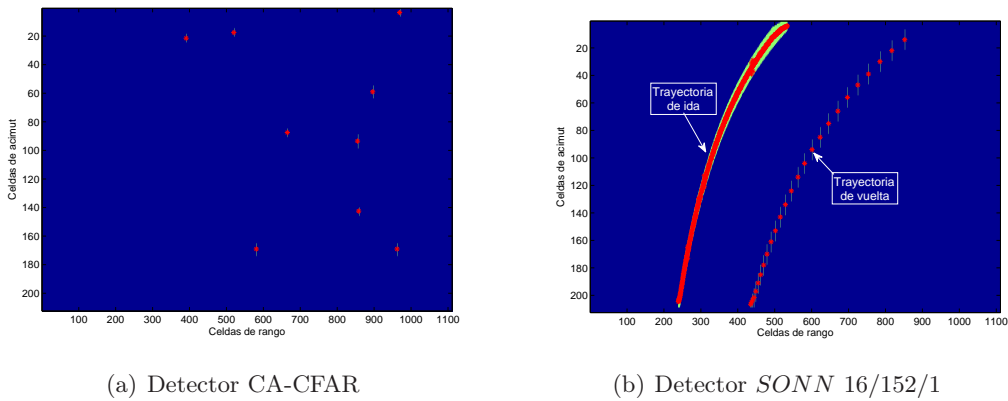 20
40
60
80
100
120
140
160
180
200
Celdas de acimut
100 200 300 400 500 600 700 800 900 1000 1100
Celdas de rango
(a) Detector CA-CFAR
20
40
60
80
100
120
140
160
180
200
Celdas de acimut
Trayectoria
de ida
Trayectoria
de vuelta
100 200 300 400 500 600 700 800 900 1000 1100
Celdas de rango
(b) Detector SONN 16/152/1